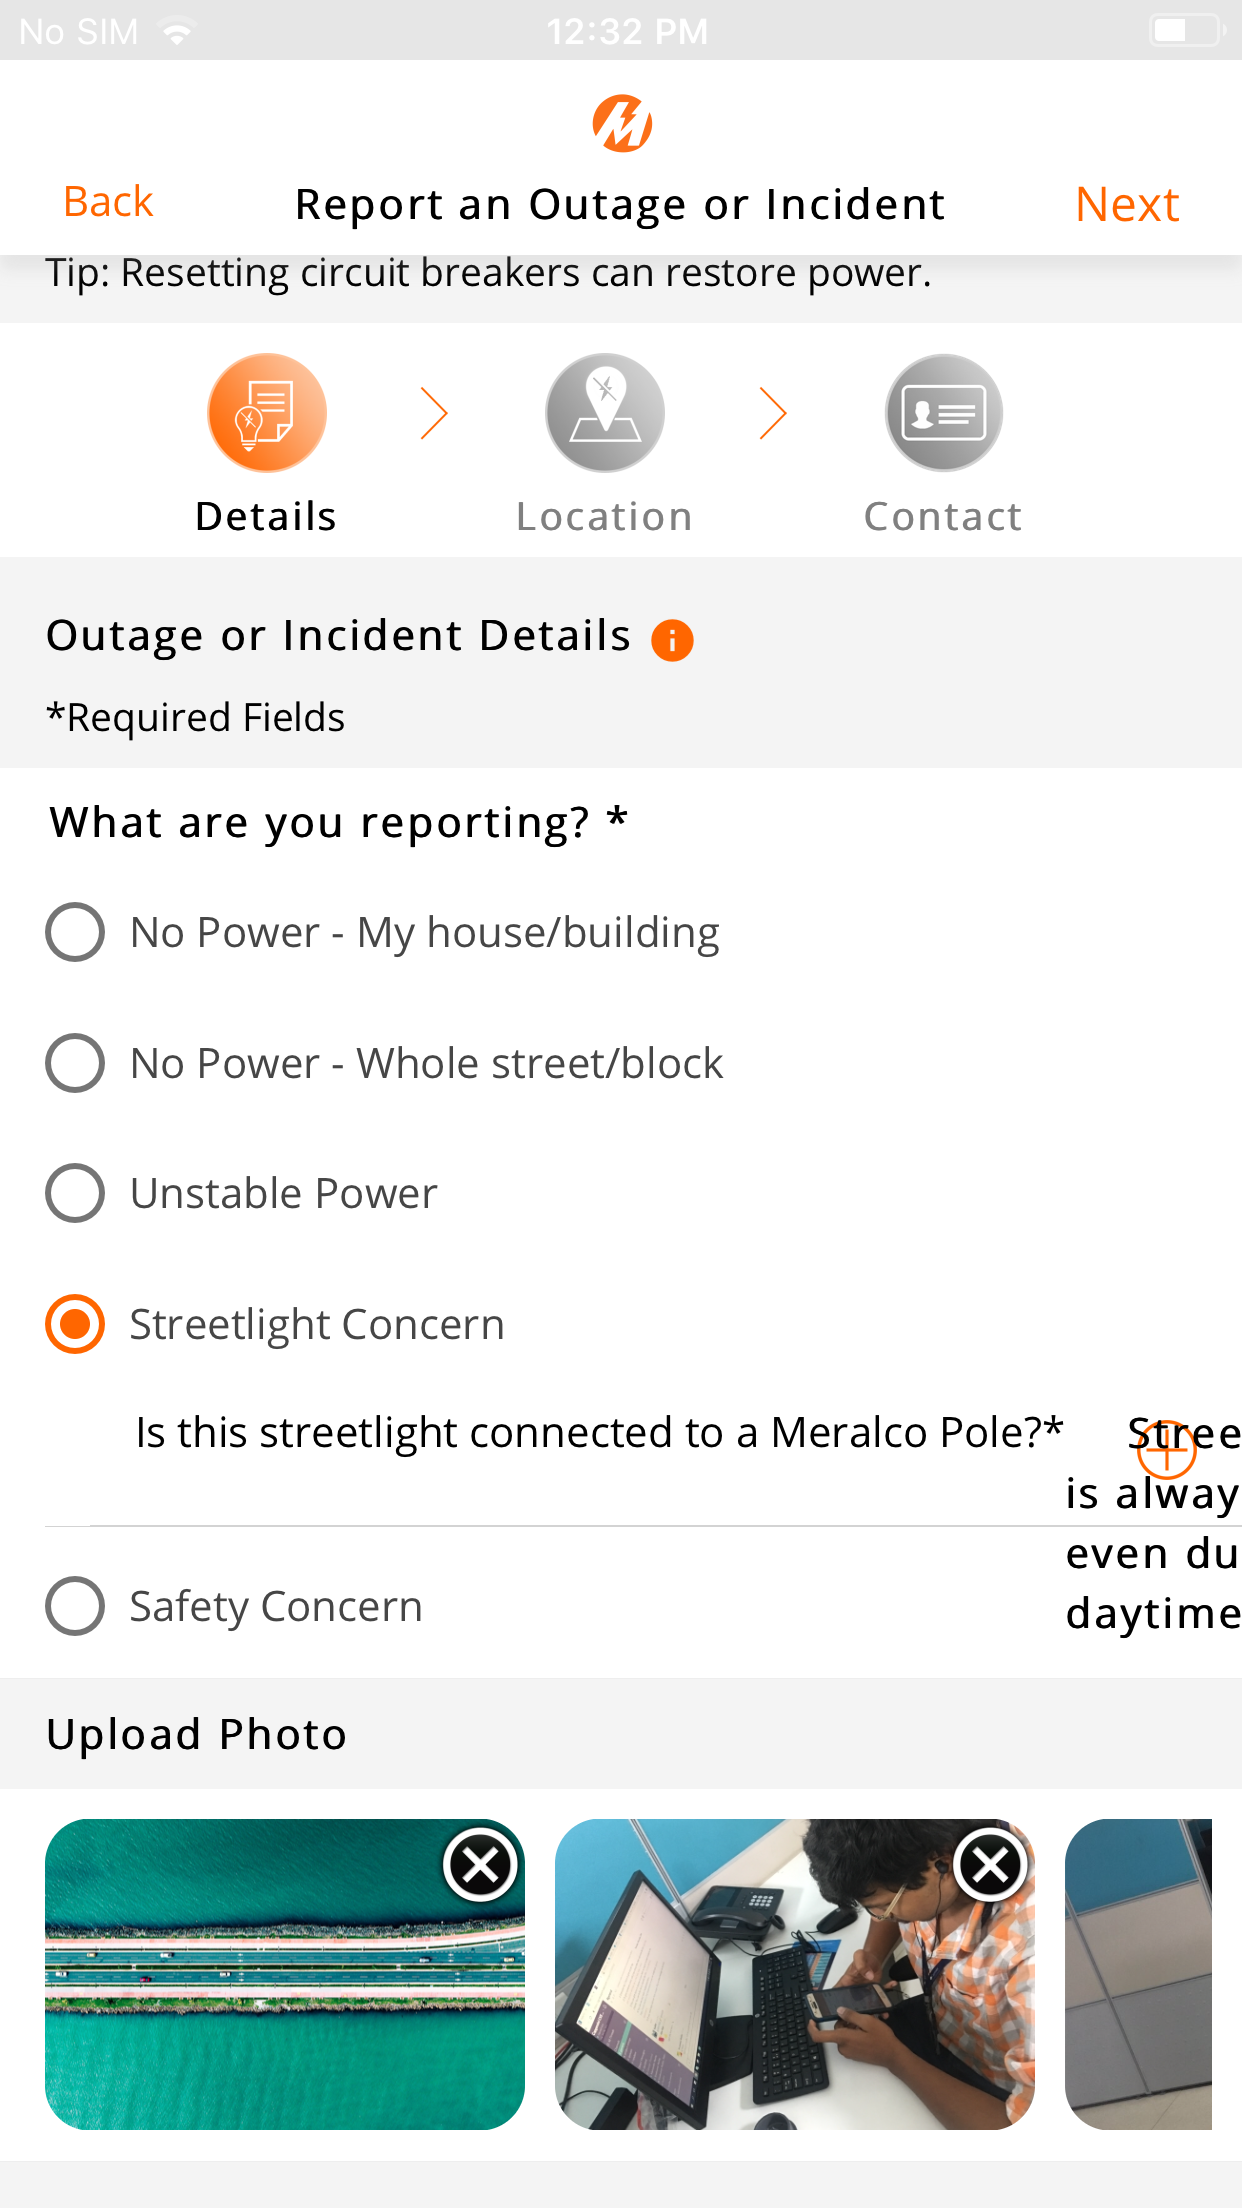 No SIM
12:32 PM
Back
Report an Outage or Incident
Next
Tip: Resetting circuit breakers can restore power.
Details
Location
Contact
Outage or Incident Details
*Required Fields
What are you reporting? *
No Power - My house/building
No Power - Whole street/block
Unstable Power
Streetlight Concern
Is this streetlight connected to a Meralco Pole?*
Stree
is alway
even du
daytime
Safety Concern
Upload Photo